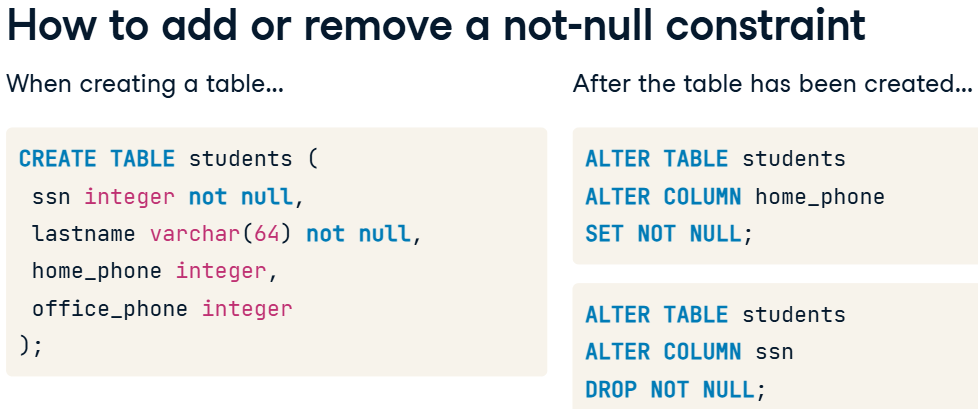 How to add or remove a not-null constraint
When creating a table...
CREATE TABLE students (
 ssn integer not null,
 lastname varchar(64) not null,
 home_phone integer,
 office_phone integer
);
After the table has been created...
ALTER TABLE students
ALTER COLUMN home_phone
SET NOT NULL;
ALTER TABLE students
ALTER COLUMN ssn
DROP NOT NULL;